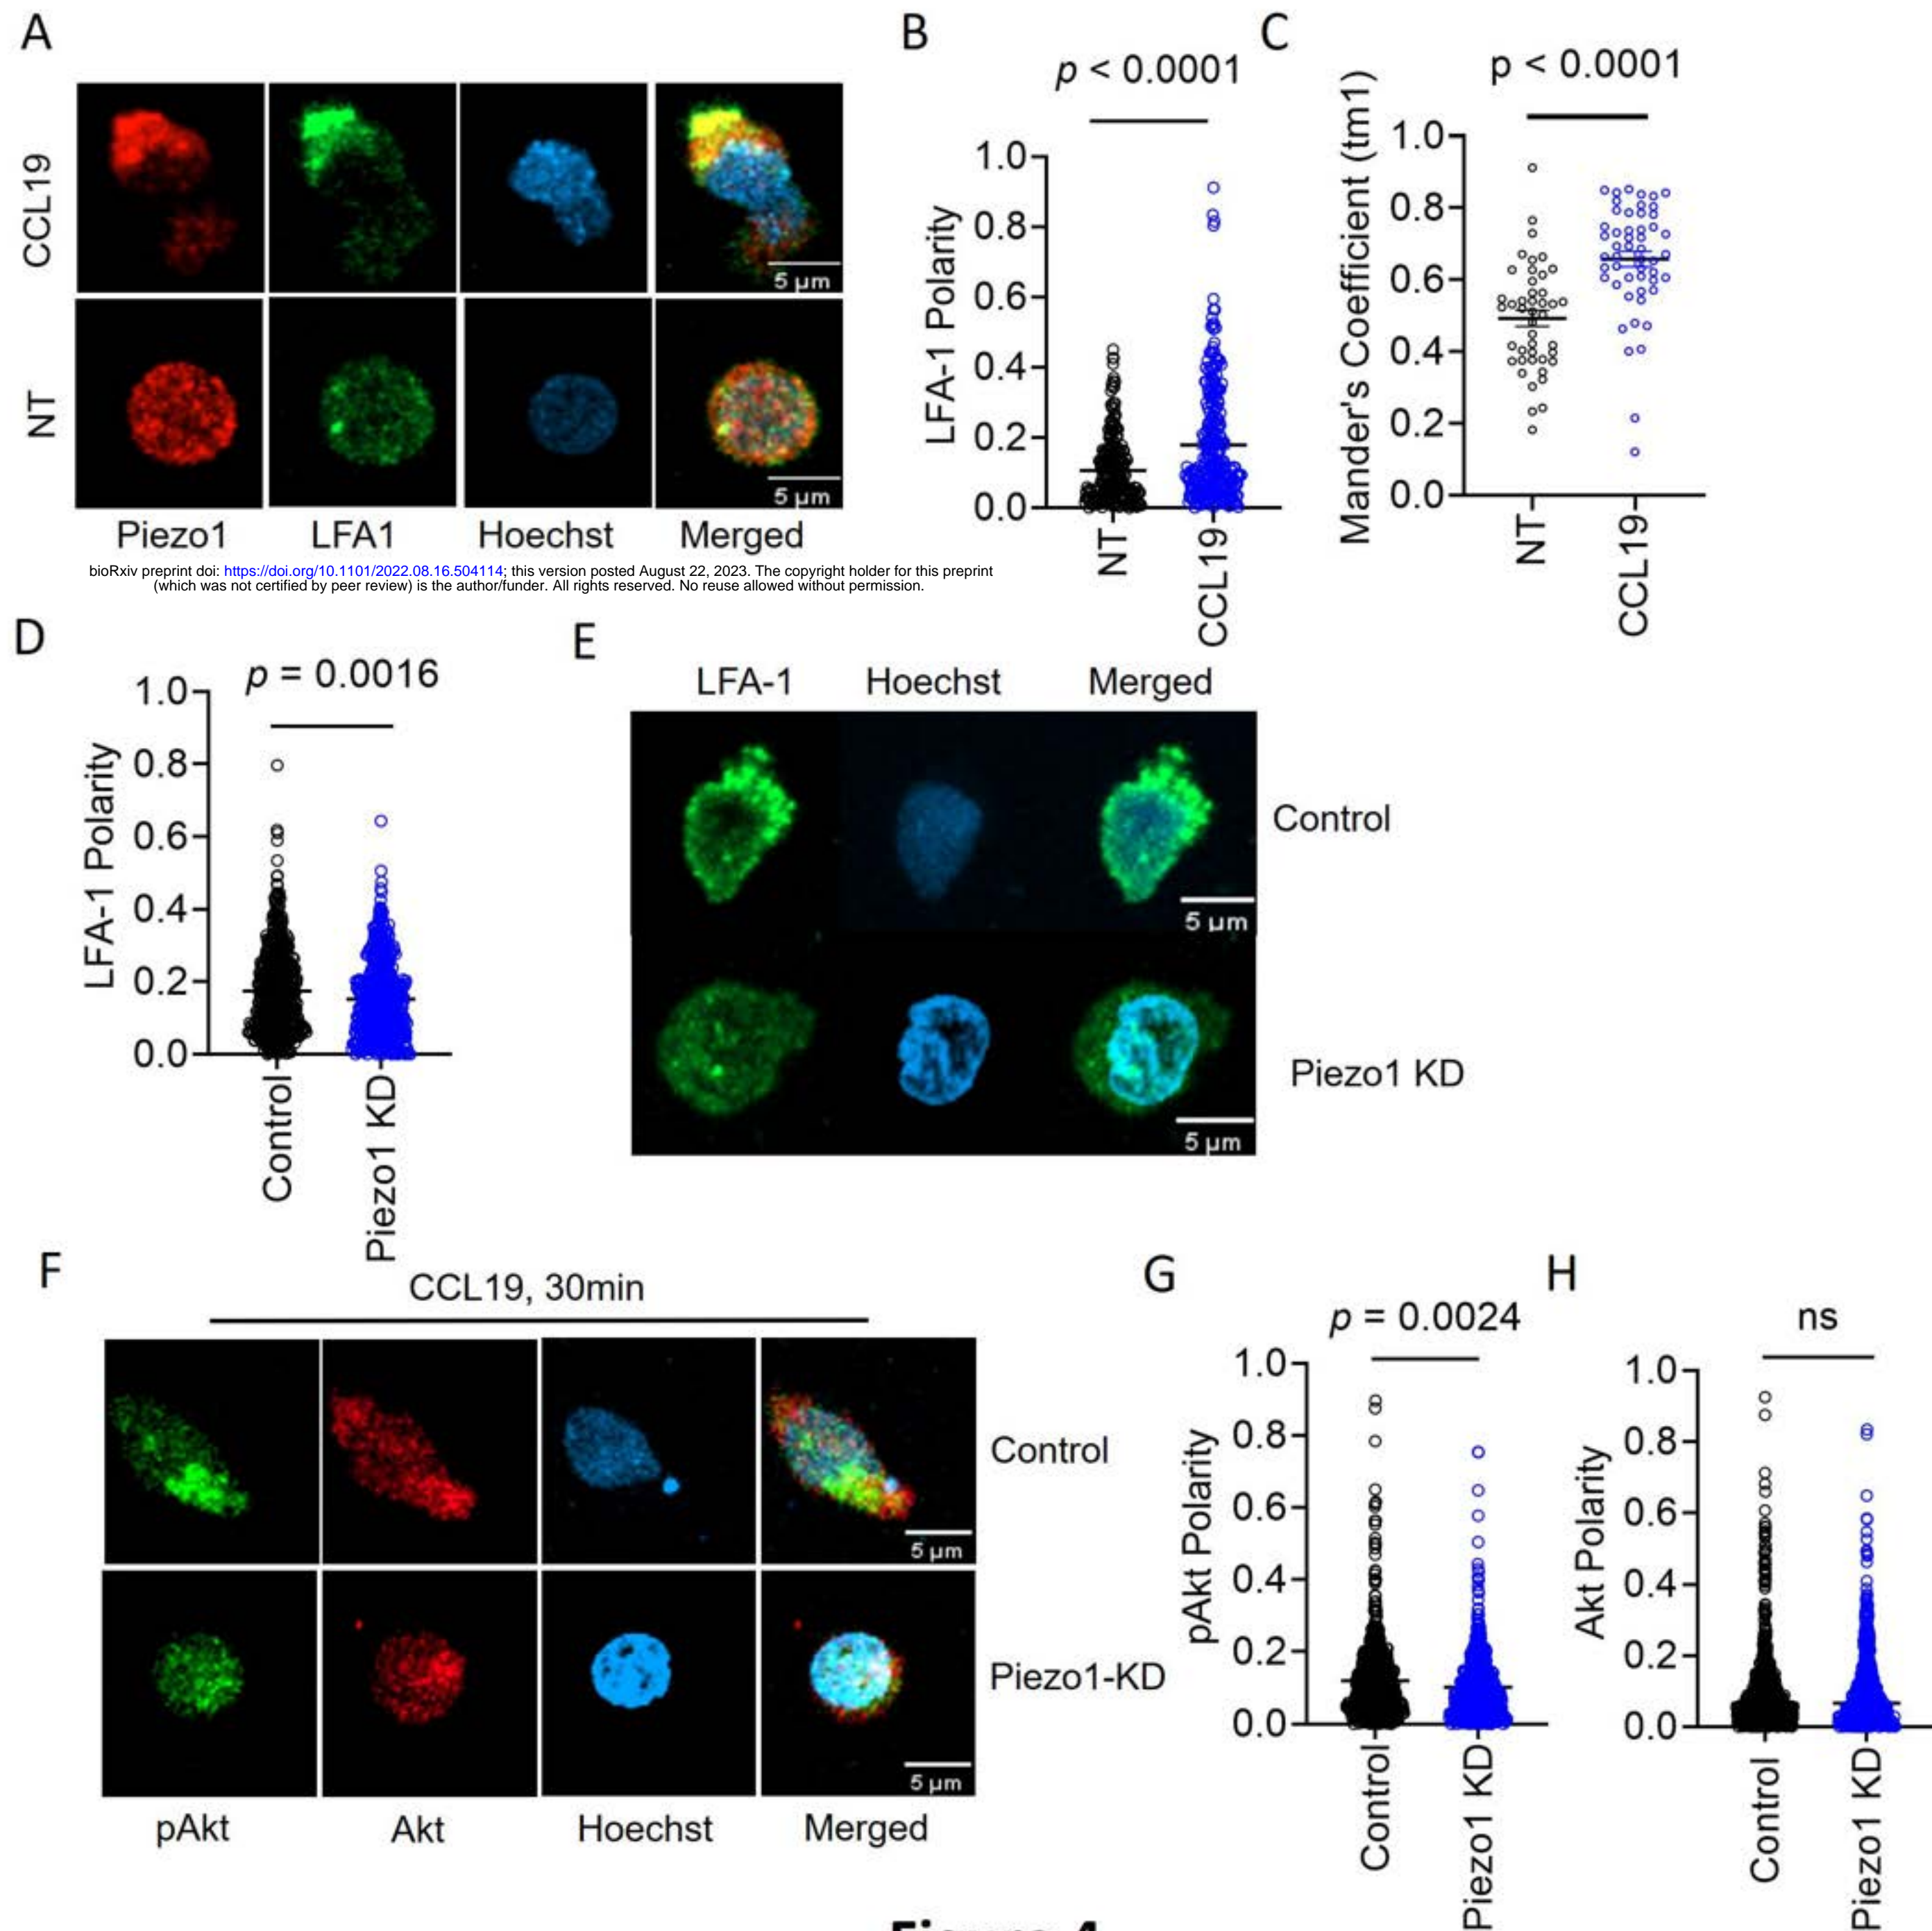 A
CCL19
NT
5 µm
5 µm
Piezo1 LFA1 Hoechst Merged
bioRxiv preprint doi: https://doi.org/10.1101/2022.08.16.504114; this version posted August 22, 2023. The copyright holder for this preprint
(which was not certified by peer review) is the author/funder. All rights reserved. No reuse allowed without permission.
B
p < 0.0001
LFA-1 Polarity
1.0
0.8
0.6
0.4
0.2
0.0
NT
CCL19
C
p < 0.0001
Mander's Coefficient (tm1)
1.0
0.8
0.6
0.4
0.2
0.0
NT
CCL19
D
p = 0.0016
LFA-1 Polarity
1.0
0.8
0.6
0.4
0.2
0.0
Control
Piezo1 KD
E
LFA-1 Hoechst Merged
Control
5 µm
Piezo1 KD
5 µm
F
CCL19, 30min
Control
5 µm
Piezo1-KD
5 µm
pAkt Akt Hoechst Merged
G
p = 0.0024
pAkt Polarity
1.0
0.8
0.6
0.4
0.2
0.0
Control
Piezo1 KD
H
ns
Akt Polarity
1.0
0.8
0.6
0.4
0.2
0.0
Control
Piezo1 KD